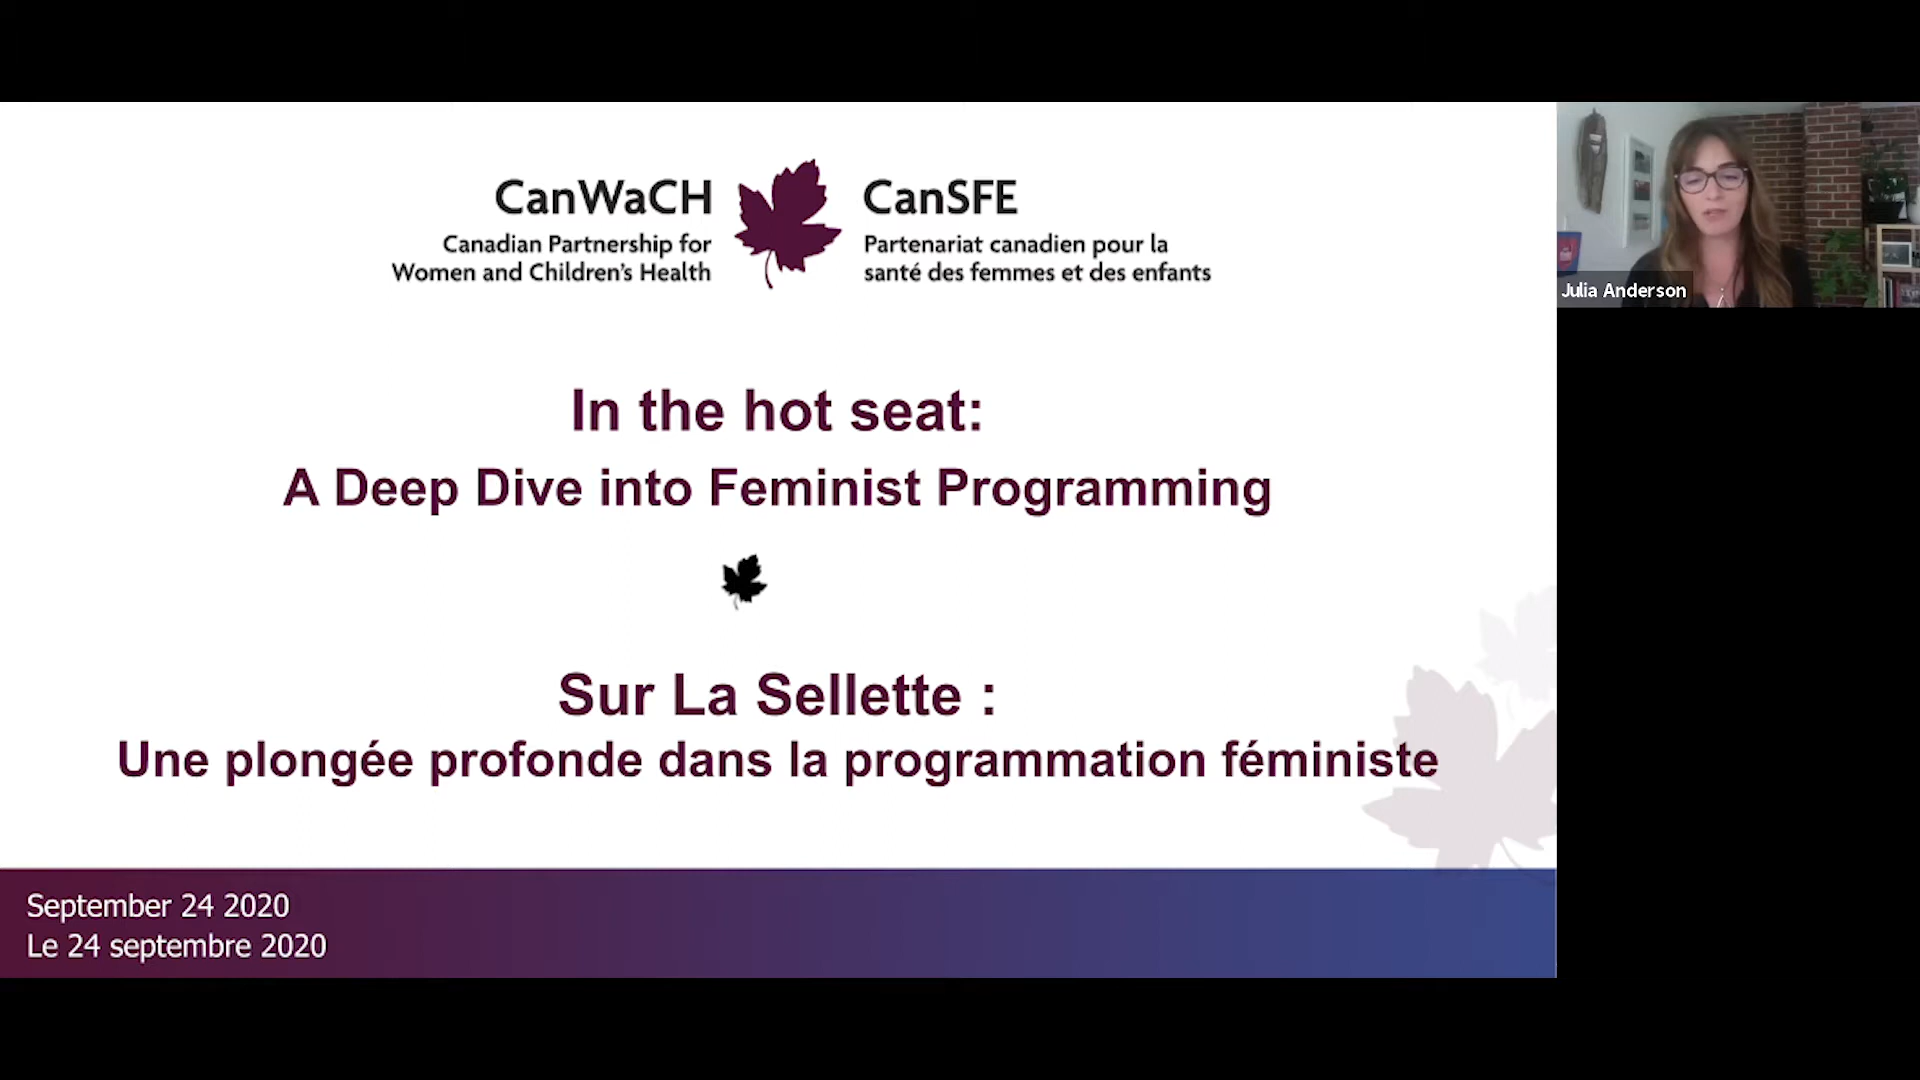 CanWaCH
Canadian Partnership for
Women and Children's Health
CanSFE
Partenariat canadien pour la
santé des femmes et des enfants
In the hot seat:
A Deep Dive into Feminist Programming
Sur La Sellette :
Une plongée profonde dans la programmation féministe
September 24 2020
Le 24 septembre 2020
Julia Anderson